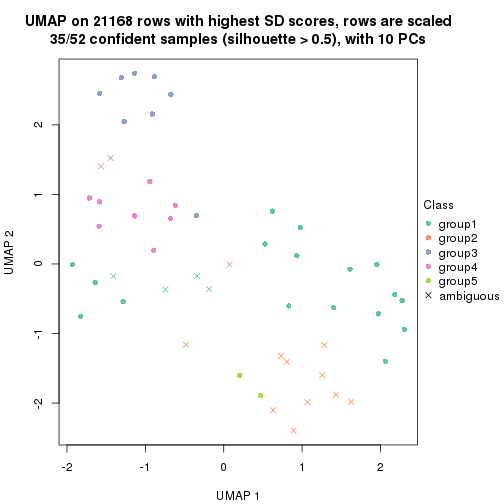 UMAP on 21168 rows with highest SD scores, rows are scaled
35/52 confident samples (silhouette > 0.5), with 10 PCs
2
1
0
-1
-2
UMAP 2
-2
-1
0
1
2
UMAP 1
Class
group1
group2
group3
group4
group5
ambiguous